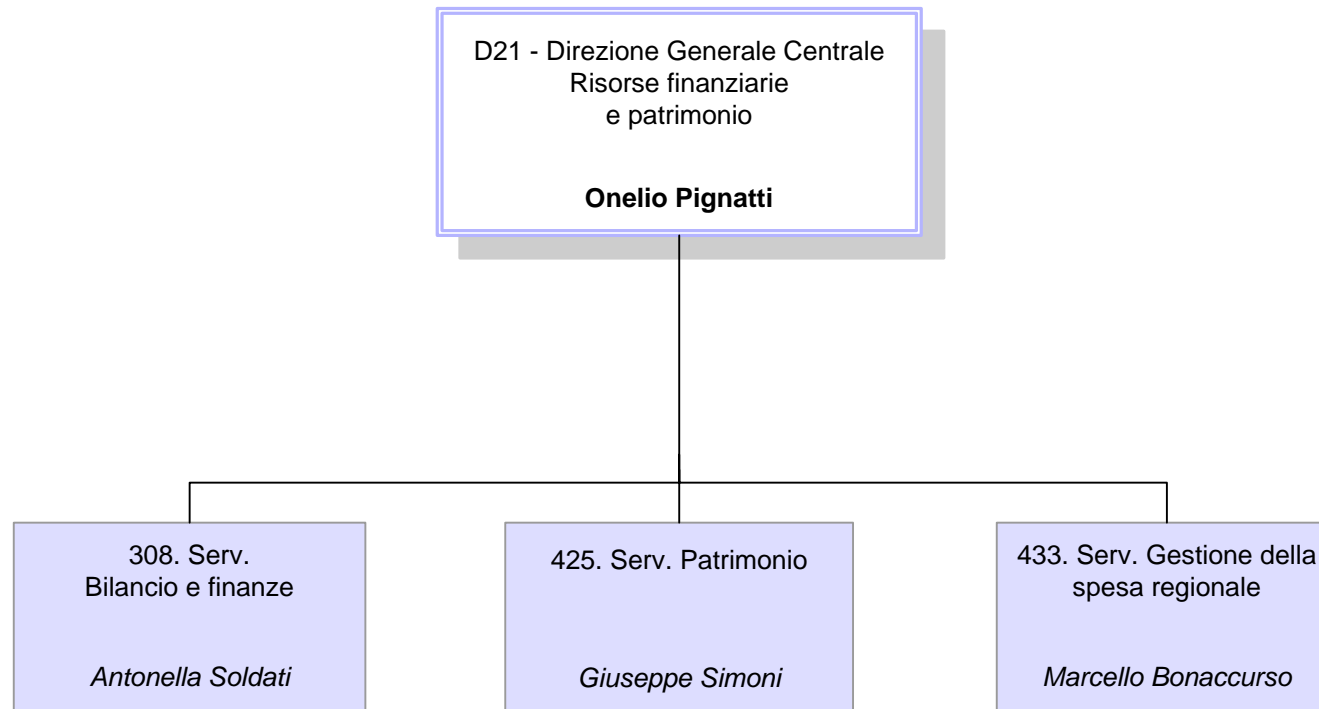 D21 - Direzione Generale Centrale
Risorse finanziarie
e patrimonio
Onelio Pignatti
308. Serv.
Bilancio e finanze
Antonella Soldati
425. Serv. Patrimonio
Giuseppe Simoni
433. Serv. Gestione della
spesa regionale
Marcello Bonaccurso